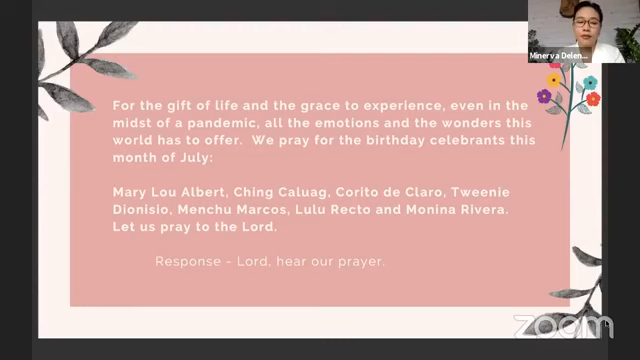 Minerva Delen...
For the gift of life and the grace to experience, even in the
midst of a pandemic, all the emotions and the wonders this
world has to offer. We pray for the birthday celebrants this
month of July:
Mary Lou Albert, Ching Caluag, Corito de Claro, Tweenie
Dionisio, Menchu Marcos, Lulu Recto and Monina Rivera.
Let us pray to the Lord.
Response - Lord, hear our prayer.
zoom